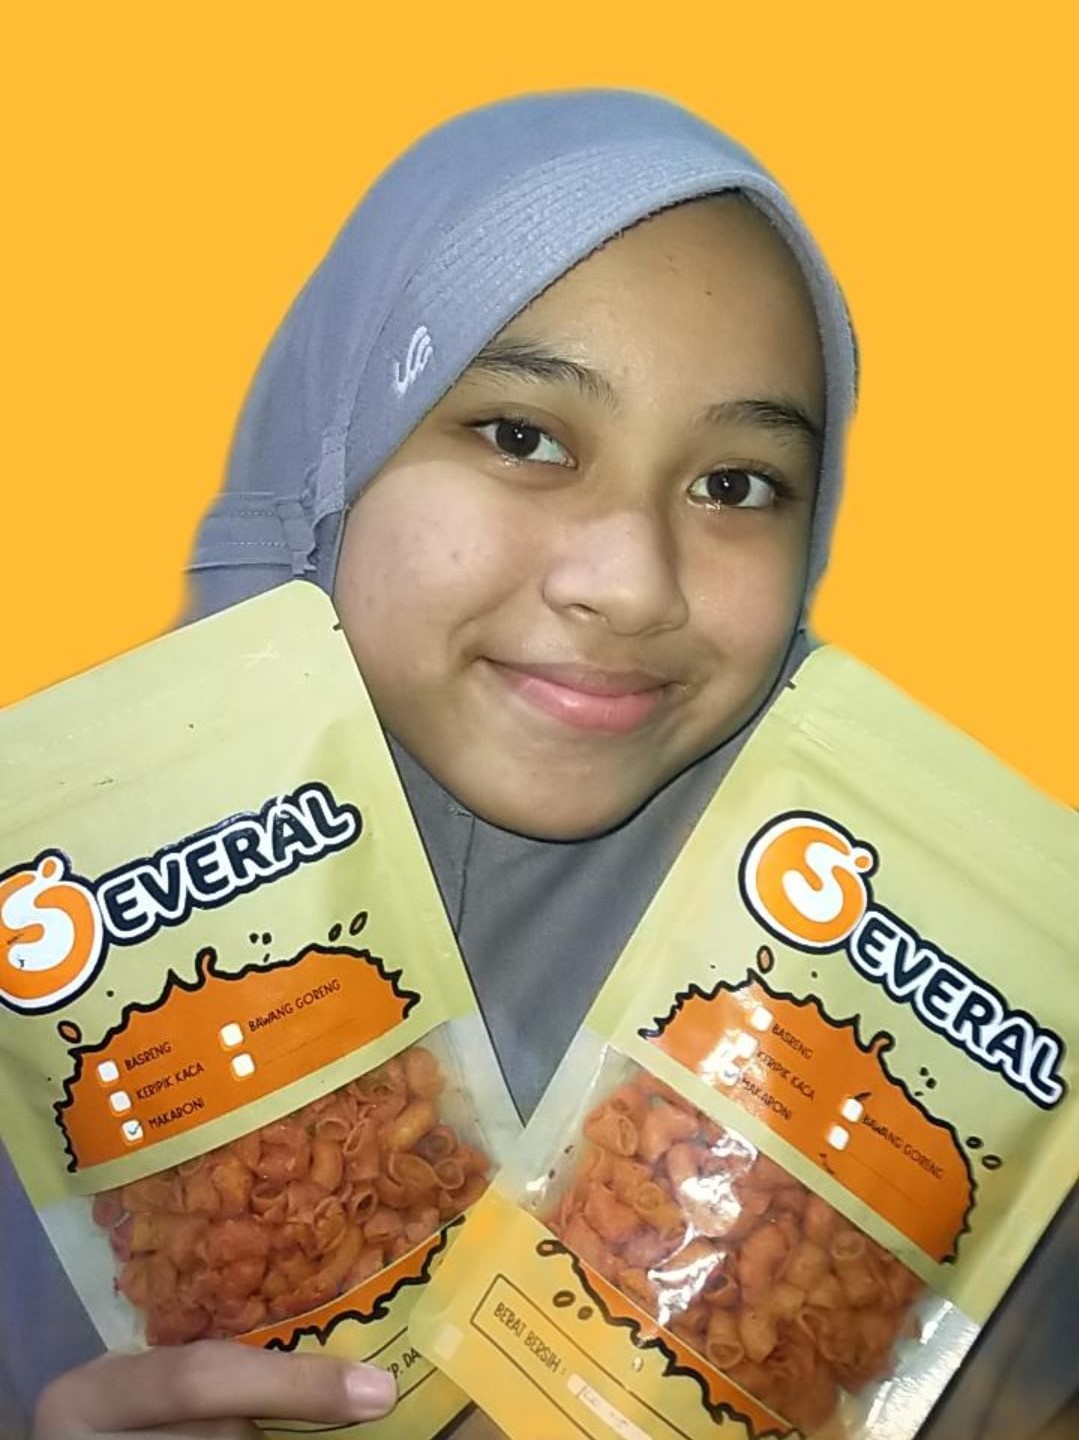 SEVERAL
BASRENG
KERIPIK KACA
MAKARONI
BAWANG GORENG
SEVERAL
BASRENG
KERIPIK KACA
MAKARONI
BAWANG GORENG
BERAT BERSIH :